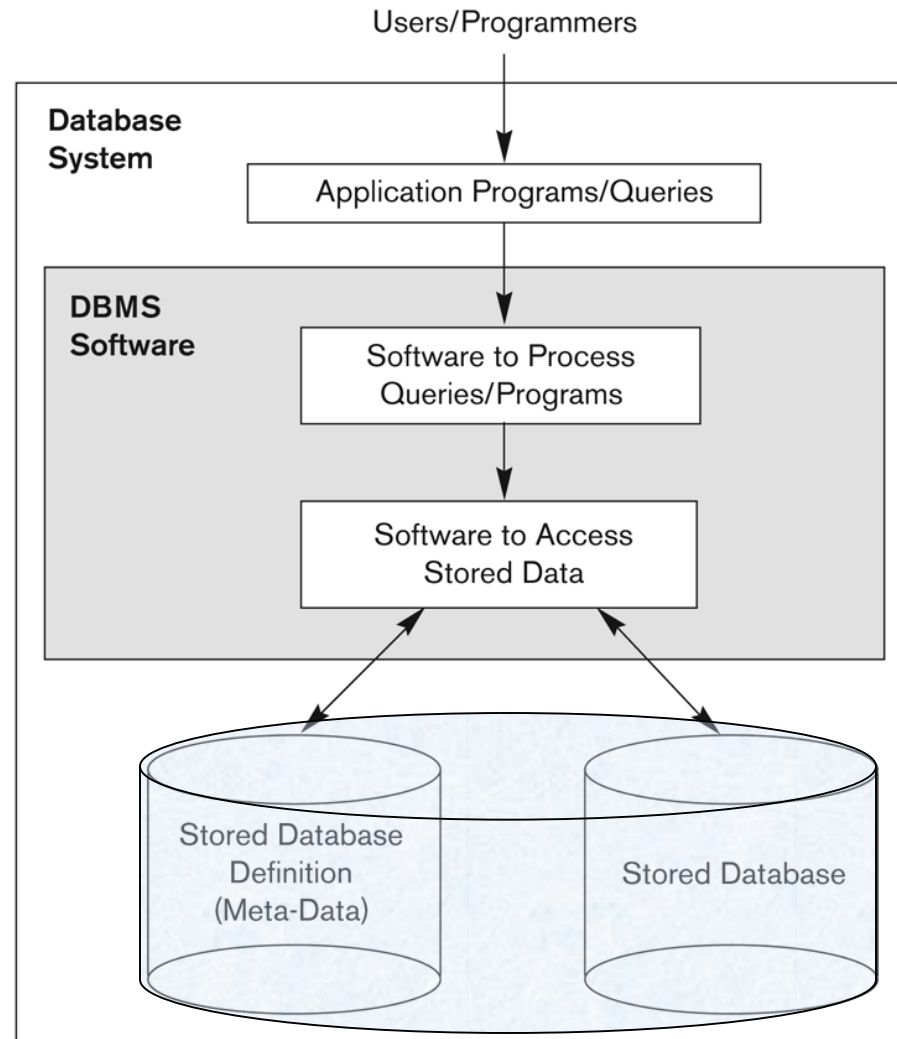 Users/Programmers
Database
System
Application Programs/Queries
DBMS
Software
Software to Process
Queries/Programs
Software to Access
Stored Data
Stored Database
Definition
(Meta-Data)
Stored Database